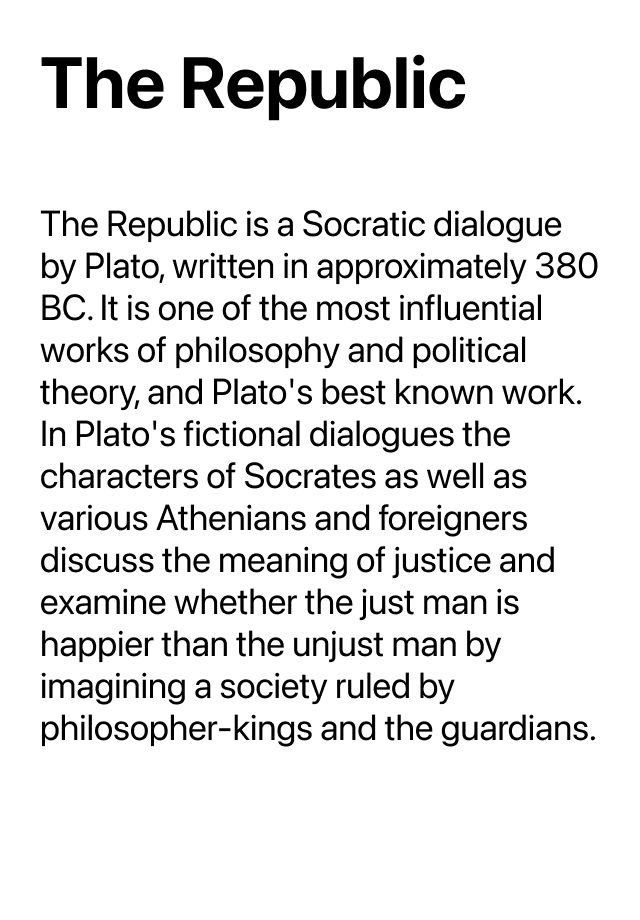 The Republic
The Republic is a Socratic dialogue
by Plato, written in approximately 380
BC. It is one of the most influential
works of philosophy and political
theory, and Plato's best known work.
In Plato's fictional dialogues the
characters of Socrates as well as
various Athenians and foreigners
discuss the meaning of justice and
examine whether the just man is
happier than the unjust man by
imagining a society ruled by
philosopher-kings and the guardians.